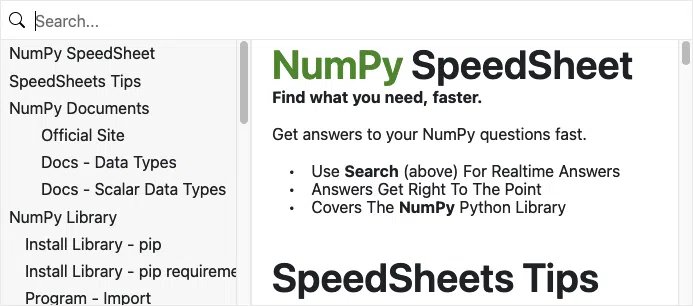 Search...
NumPy SpeedSheet
SpeedSheets Tips
NumPy Documents
Official Site
Docs - Data Types
Docs - Scalar Data Types
NumPy Library
Install Library - pip
Install Library - pip requireme
Program - Import
NumPy SpeedSheet
Find what you need, faster.
Get answers to your NumPy questions fast.
• Use Search (above) For Realtime Answers
• Answers Get Right To The Point
• Covers The NumPy Python Library
SpeedSheets Tips